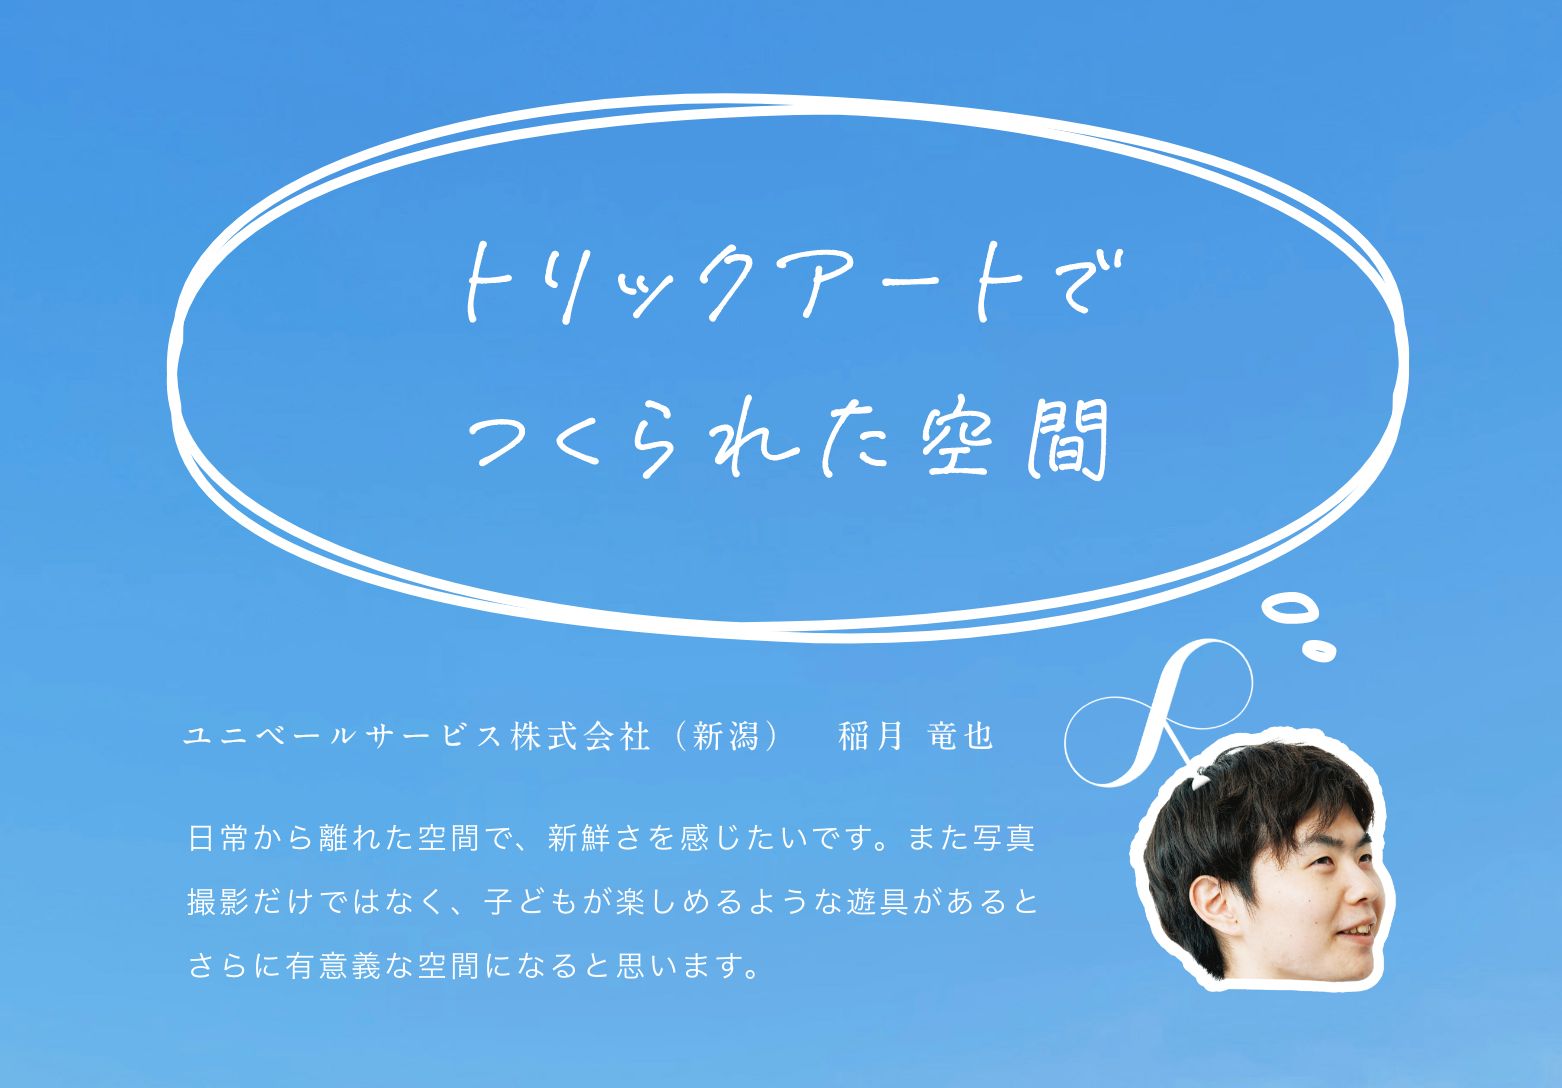 トリックアートで
つくられた空間
ユニベールサービス株式会社（新潟）　稲月 竜也
日常から離れた空間で、新鮮さを感じたいです。また写真
撮影だけではなく、子どもが楽しめるような遊具があると
さらに有意義な空間になると思います。